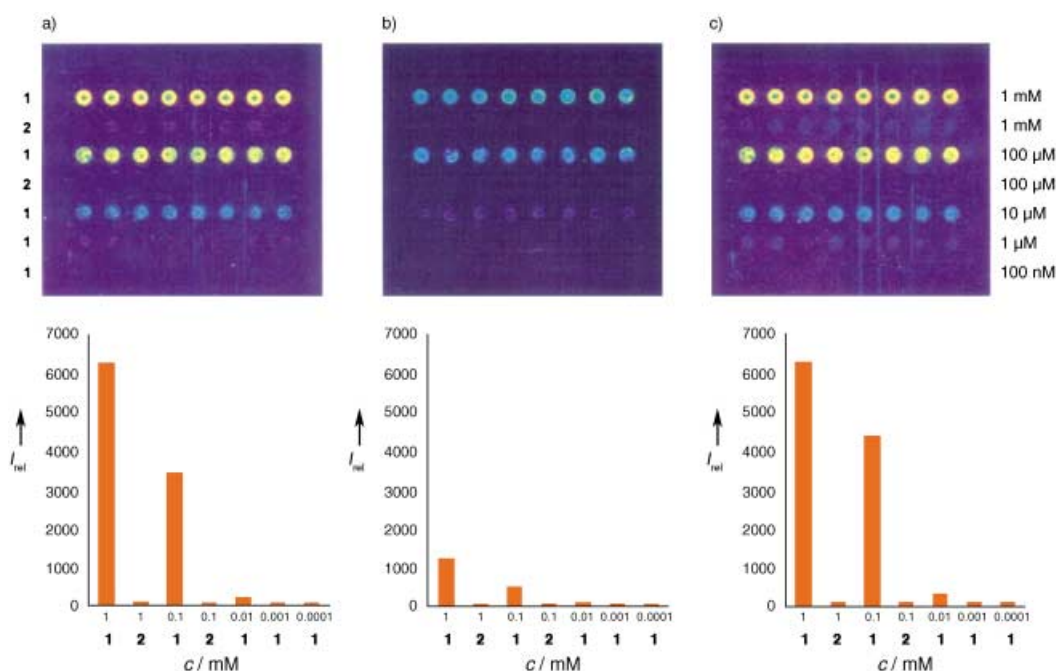 a) b) c)
1 1 mM
2 1 mM
1 100 µM
2 100 µM
1 10 µM
1 1 µM
1 100 nM
7000 7000 7000
6000 6000 6000
5000 5000 5000
4000 4000 4000
I rel I rel I rel
3000 3000 3000
2000 2000 2000
1000 1000 1000
0 0 0
1 1 0.1 0.1 0.01 0.001 0.0001 1 1 0.1 0.1 0.01 0.001 0.0001 1 1 0.1 0.1 0.01 0.001 0.0001
1 2 1 2 1 1 1 1 2 1 2 1 1 1 1 2 1 2 1 1 1
c / mM c / mM c / mM